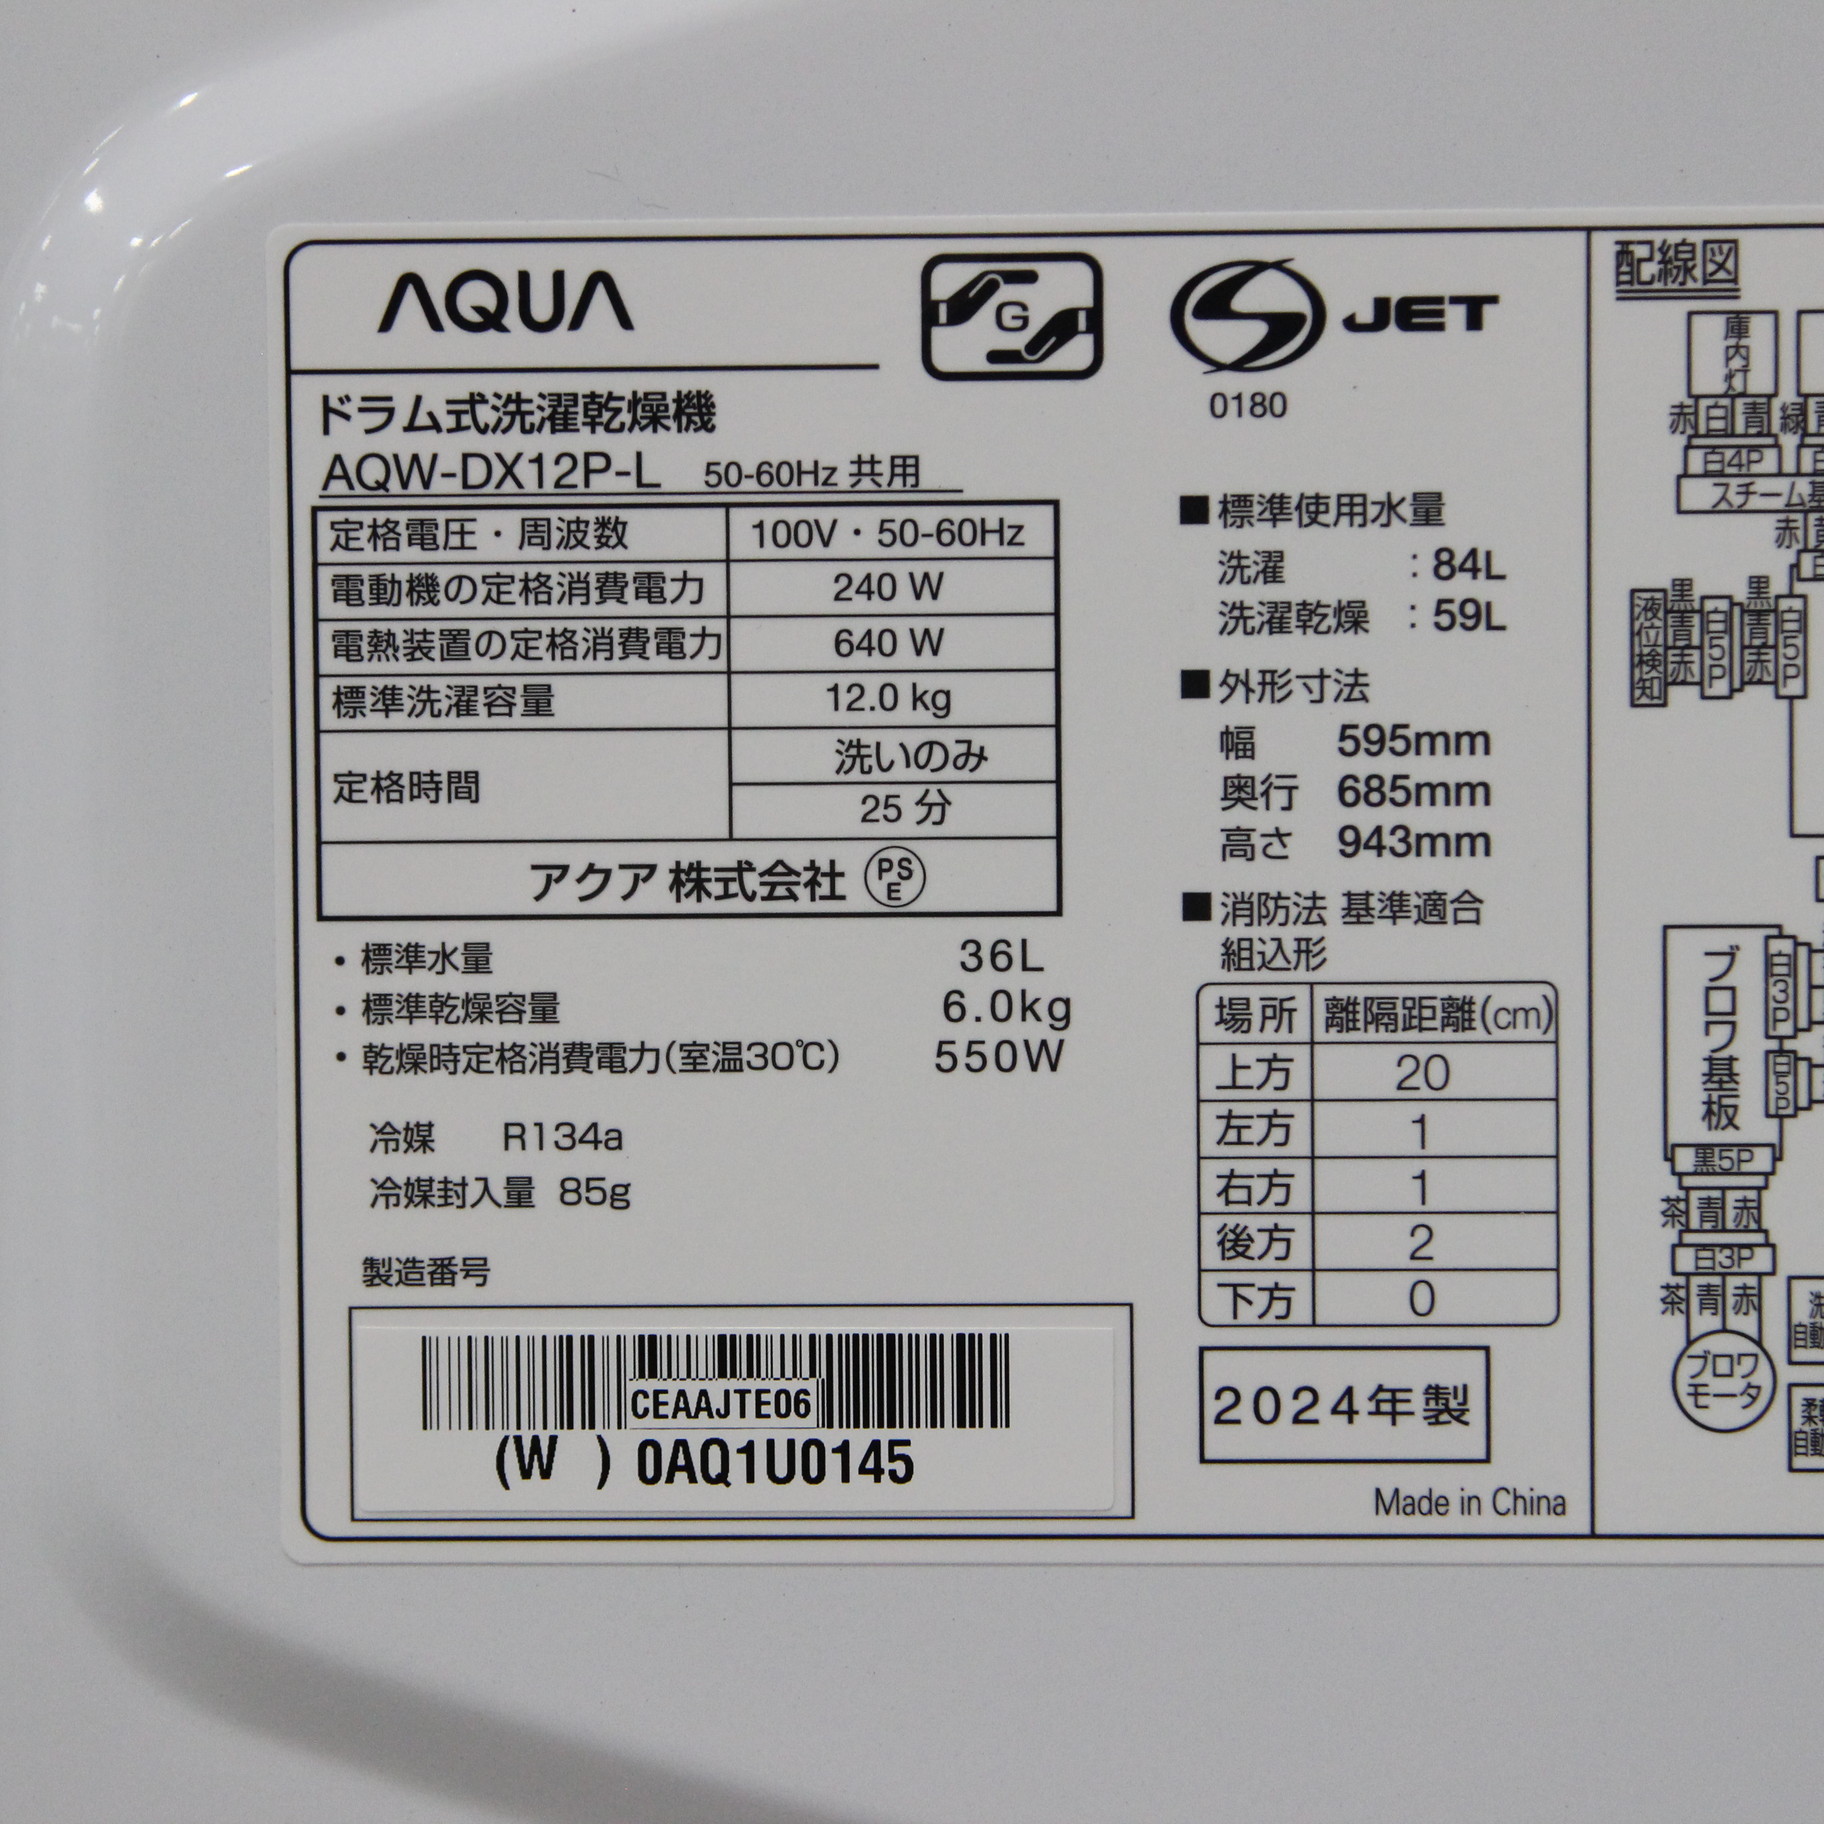 AQUA
G
JET
0180
ドラム式洗濯乾燥機
AQW-DX12P-L 50-60Hz 共用
定格電圧・周波数 100V・50-60Hz
電動機の定格消費電力 240 W
電熱装置の定格消費電力 640 W
標準洗濯容量 12.0 kg
定格時間 洗いのみ
25 分
アクア 株式会社 PSE
・標準水量 36L
・標準乾燥容量 6.0kg
・乾燥時定格消費電力(室温30℃) 550W
冷媒 R134a
冷媒封入量 85g
製造番号
CEAAJTE06
(W ) 0AQ1U0145
■標準使用水量
洗濯 : 84L
洗濯乾燥 : 59L
■外形寸法
幅 595mm
奥行 685mm
高さ 943mm
■消防法 基準適合
組込形
場所 離隔距離(cm)
上方 20
左方 1
右方 1
後方 2
下方 0
2024年製
Made in China
配線図
庫内灯
赤 白 青 緑
白4P
スチーム基
赤
液位検知
黒 青 赤
白5P
黒 青 赤
白5P
ブロワ基板
白3P
白5P
黒5P
茶 青 赤
白3P
茶 青 赤
ブロワ
モータ
自動
自動